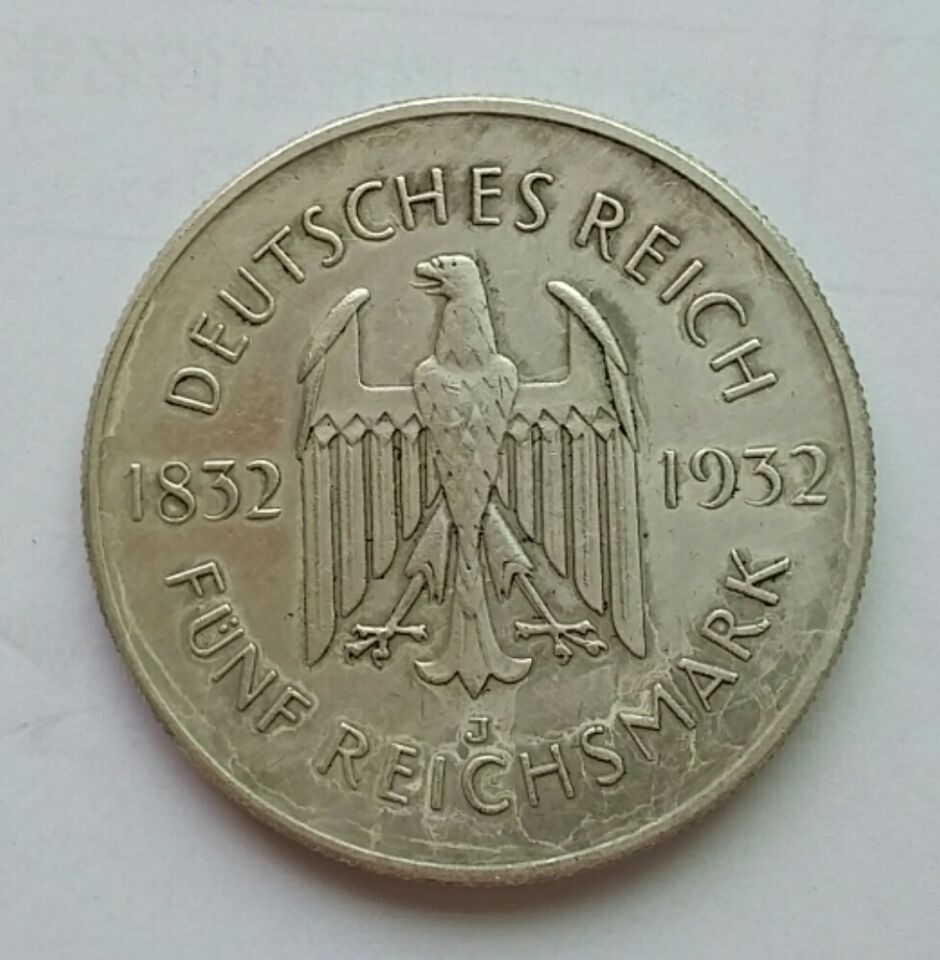 DEUTSCHES REICH
1832 1932
J
FÜNF REICHSMARK